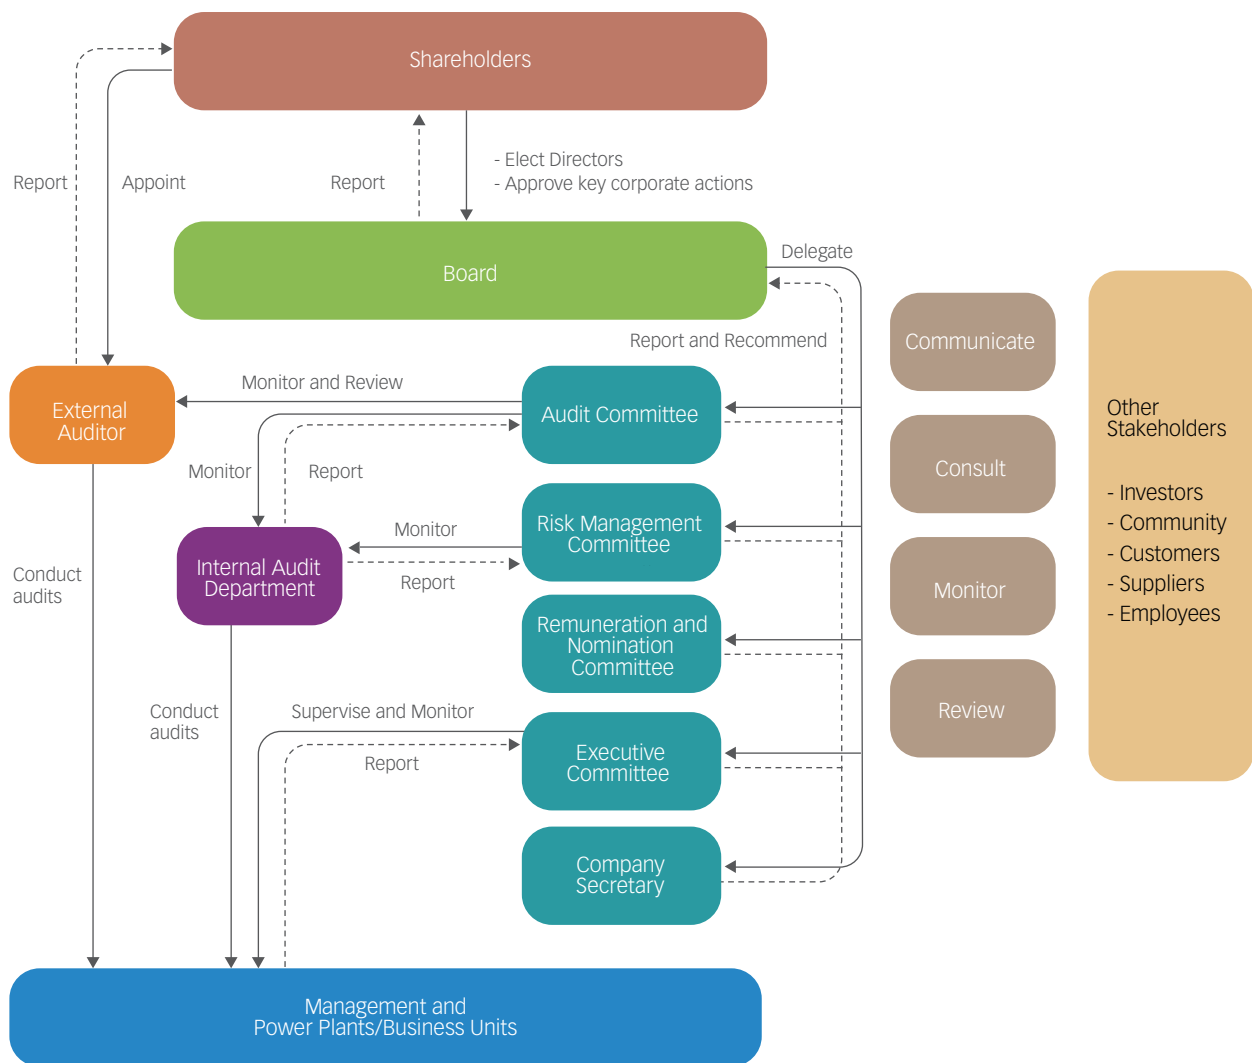 Shareholders
Report
Appoint
Report
- Elect Directors
- Approve key corporate actions
Board
Delegate
Report and Recommend
External
Auditor
Monitor and Review
Audit Committee
Monitor
Report
Internal Audit
Department
Monitor
Report
Risk Management
Committee
Conduct
audits
Remuneration and
Nomination
Committee
Conduct
audits
Supervise and Monitor
Report
Executive
Committee
Company
Secretary
Management and
Power Plants/Business Units
Communicate
Consult
Monitor
Review
Other
Stakeholders
- Investors
- Community
- Customers
- Suppliers
- Employees